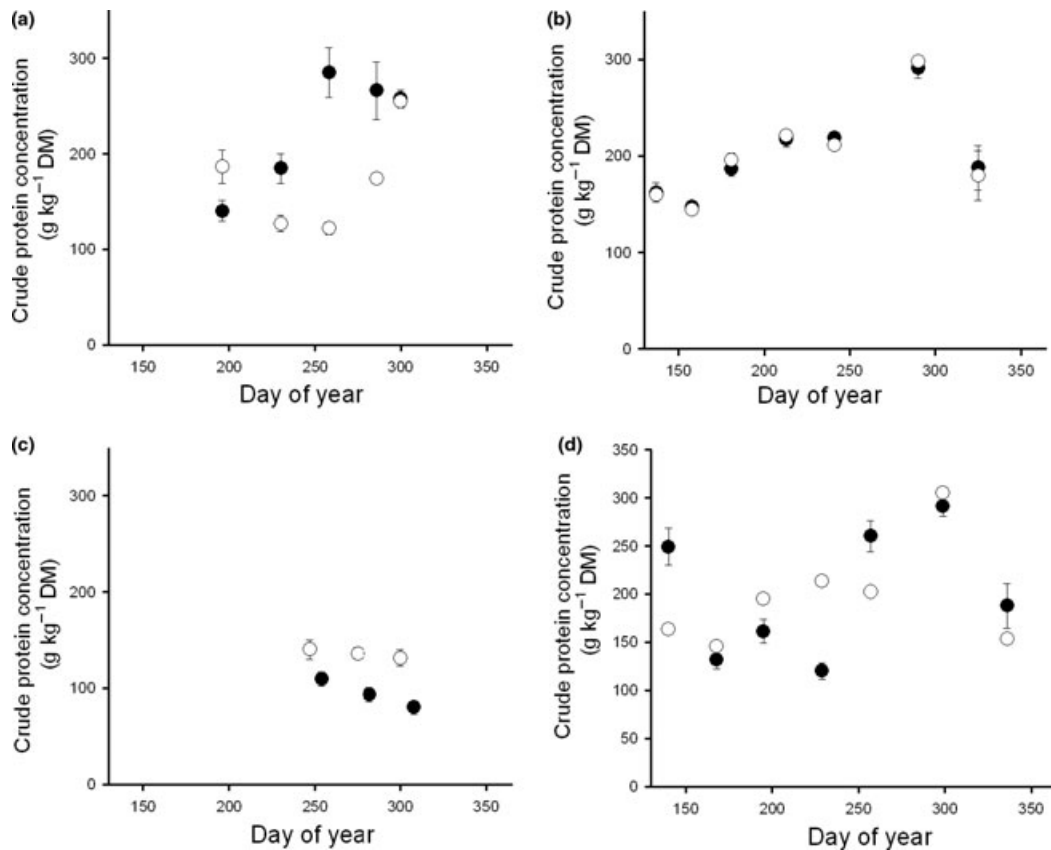 (a)
Crude protein concentration
(g kg⁻¹ DM)
300
200
100
0
150 200 250 300 350
Day of year
(b)
Crude protein concentration
(g kg⁻¹ DM)
300
200
100
0
150 200 250 300 350
Day of year
(c)
Crude protein concentration
(g kg⁻¹ DM)
300
200
100
0
150 200 250 300 350
Day of year
(d)
Crude protein concentration
(g kg⁻¹ DM)
350
300
250
200
150
100
50
0
150 200 250 300 350
Day of year